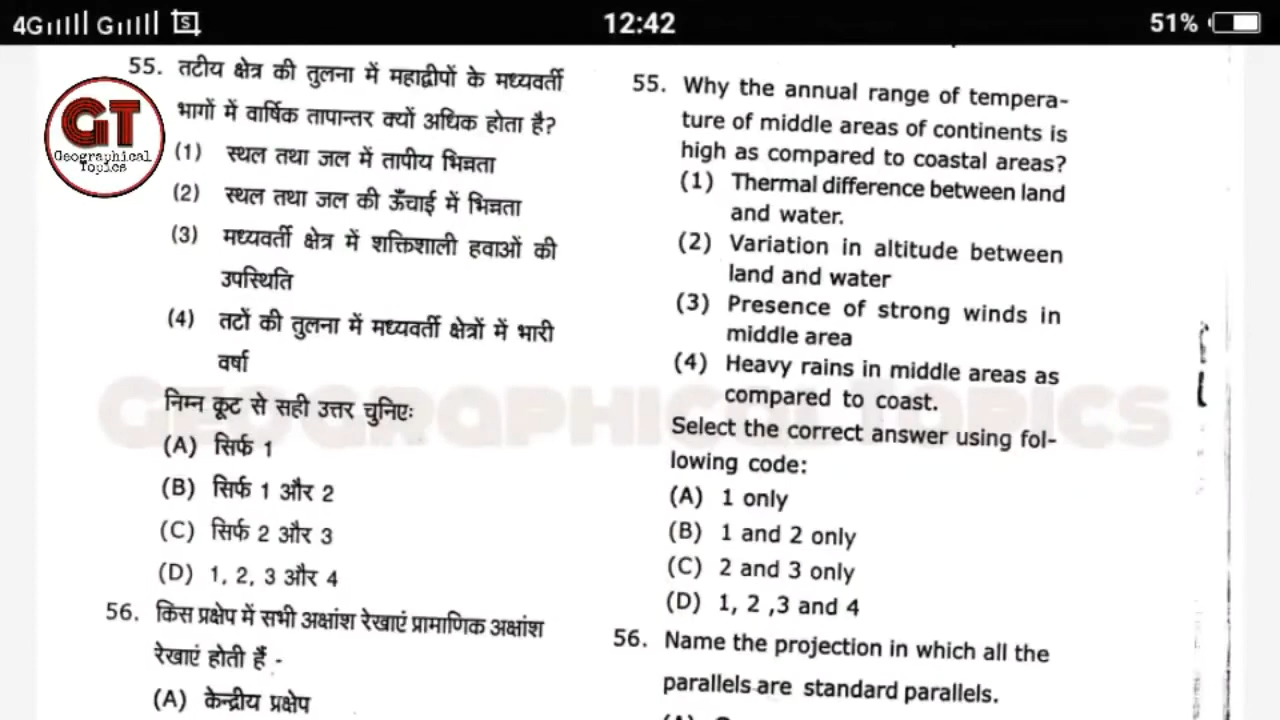 4G G 12:42 51%
GT
Geographical
Topics
55. तटीय क्षेत्र की तुलना में महाद्वीपों के मध्यवर्ती
भागों में वार्षिक तापान्तर क्यों अधिक होता है?
(1) स्थल तथा जल में तापीय भिन्नता
(2) स्थल तथा जल की ऊँचाई में भिन्नता
(3) मध्यवर्ती क्षेत्र में शक्तिशाली हवाओं की
उपस्थिति
(4) तटों की तुलना में मध्यवर्ती क्षेत्रों में भारी
वर्षा
निम्न कूट से सही उत्तर चुनिएः
(A) सिर्फ 1
(B) सिर्फ 1 और 2
(C) सिर्फ 2 और 3
(D) 1, 2, 3 और 4
56. किस प्रक्षेप में सभी अक्षांश रेखाएं प्रामाणिक अक्षांश
रेखाएं होती हैं -
(A) केन्द्रीय प्रक्षेप
55. Why the annual range of tempera-
ture of middle areas of continents is
high as compared to coastal areas?
(1) Thermal difference between land
and water.
(2) Variation in altitude between
land and water
(3) Presence of strong winds in
middle area
(4) Heavy rains in middle areas as
compared to coast.
Select the correct answer using fol-
lowing code:
(A) 1 only
(B) 1 and 2 only
(C) 2 and 3 only
(D) 1, 2 ,3 and 4
56. Name the projection in which all the
parallels are standard parallels.
Geographical Topics